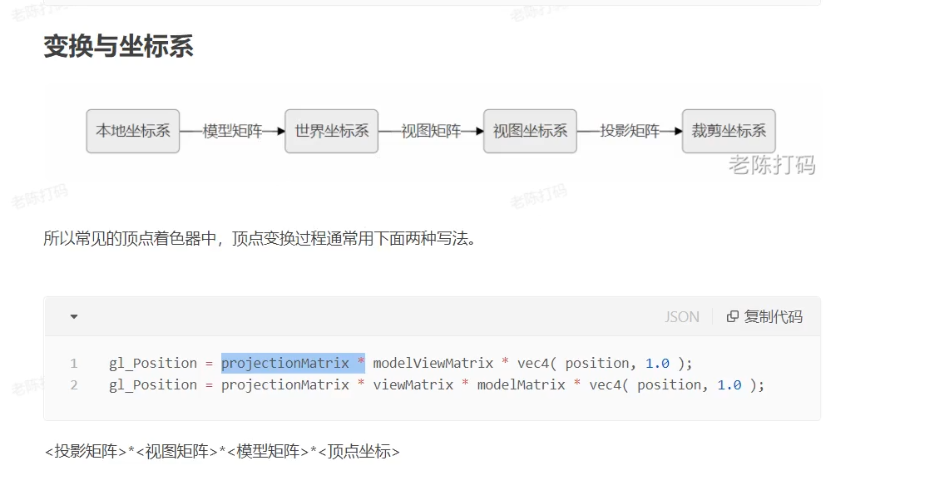 老陈打码
老陈打码
变换与坐标系
本地坐标系 模型矩阵 世界坐标系 视图矩阵 视图坐标系 投影矩阵 裁剪坐标系
老陈打码
老陈打码
老陈打码
所以常见的顶点着色器中，顶点变换过程通常用下面两种写法。
JSON 复制代码
1 gl_Position = projectionMatrix * modelViewMatrix * vec4( position, 1.0 );
2 gl_Position = projectionMatrix * viewMatrix * modelMatrix * vec4( position, 1.0 );
<投影矩阵>*<视图矩阵>*<模型矩阵>*<顶点坐标>